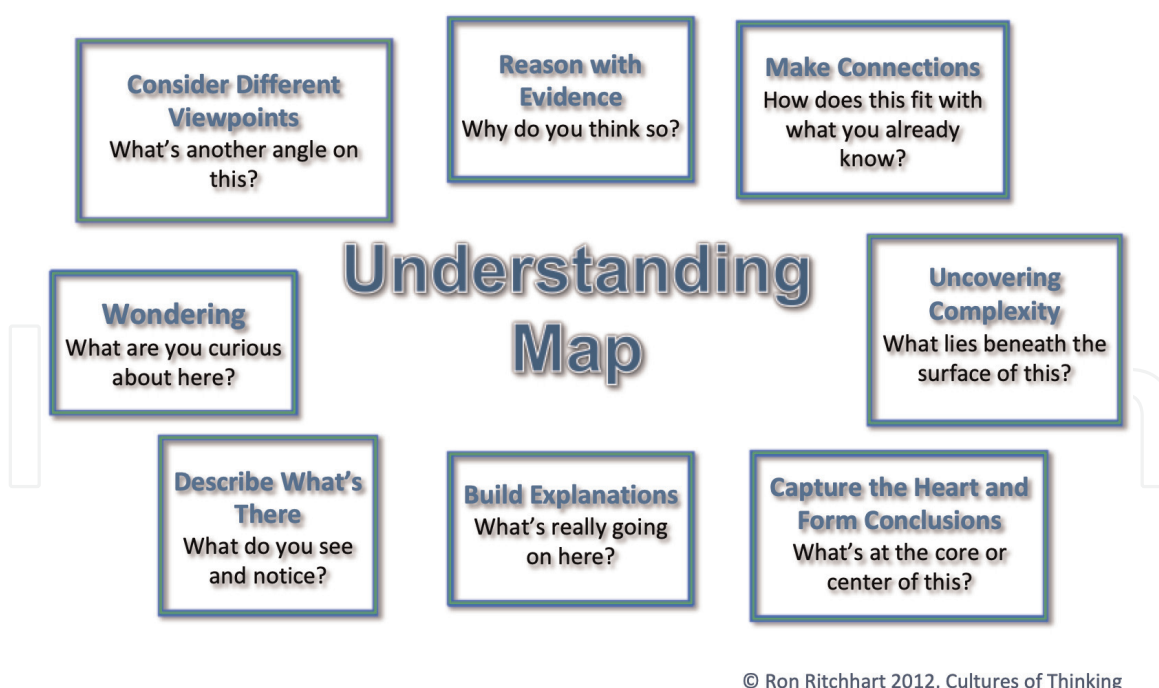 Consider Different
Viewpoints
What's another angle on
this?
Reason with
Evidence
Why do you think so?
Make Connections
How does this fit with
what you already
know?
Understanding
Map
Wondering
What are you curious
about here?
Uncovering
Complexity
What lies beneath the
surface of this?
Describe What's
There
What do you see
and notice?
Build Explanations
What's really going
on here?
Capture the Heart and
Form Conclusions
What's at the core or
center of this?
© Ron Ritchhart 2012. Cultures of Thinking